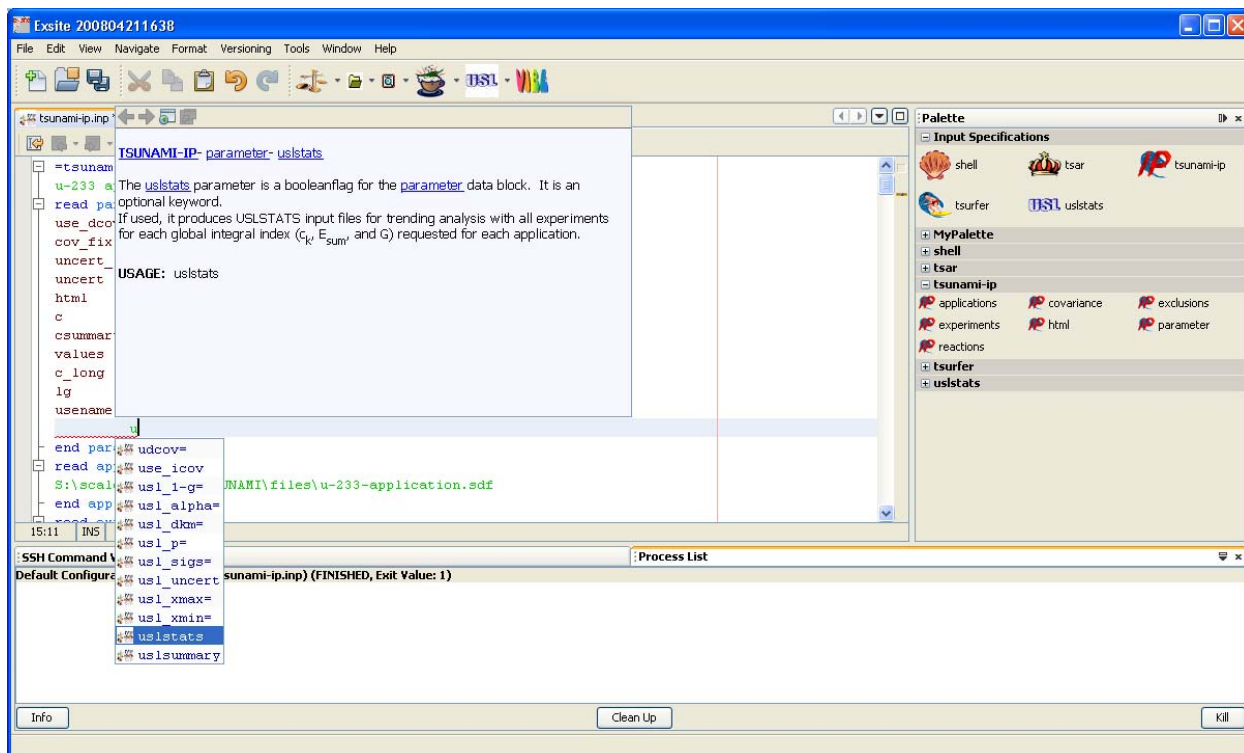 Exsite 200804211638
File Edit View Navigate Format Versioning Tools Window Help
USL
tsunami-ip.inp
Palette
Input Specifications
shell tsar tsunami-ip
tsurfer USL uslstats
MyPalette
shell
tsar
tsunami-ip
applications covariance exclusions
experiments html parameter
reactions
tsurfer
uslstats
TSUNAMI-IP- parameter- uslstats
The uslstats parameter is a booleanflag for the parameter data block. It is an
optional keyword.
If used, it produces USLSTATS input files for trending analysis with all experiments
for each global integral index (ck, Esum, and G) requested for each application.
USAGE: uslstats
=tsunam
u-233 a
read pa
use_dco
cov_fix
uncert_
uncert
html
c
csummar
values
c_long
lg
usename
u
end par
read ap
S:\scal UNAMI\files\u-233-application.sdf
end app
udcov=
use_icov
usl_1-g=
usl_alpha=
usl_dkm=
usl_p=
usl_sigs=
usl_uncert
usl_xmax=
usl_xmin=
uslstats
uslsummary
15:11 INS
SSH Command Process List
Default Configura sunami-ip.inp) (FINISHED, Exit Value: 1)
Info Clean Up Kill